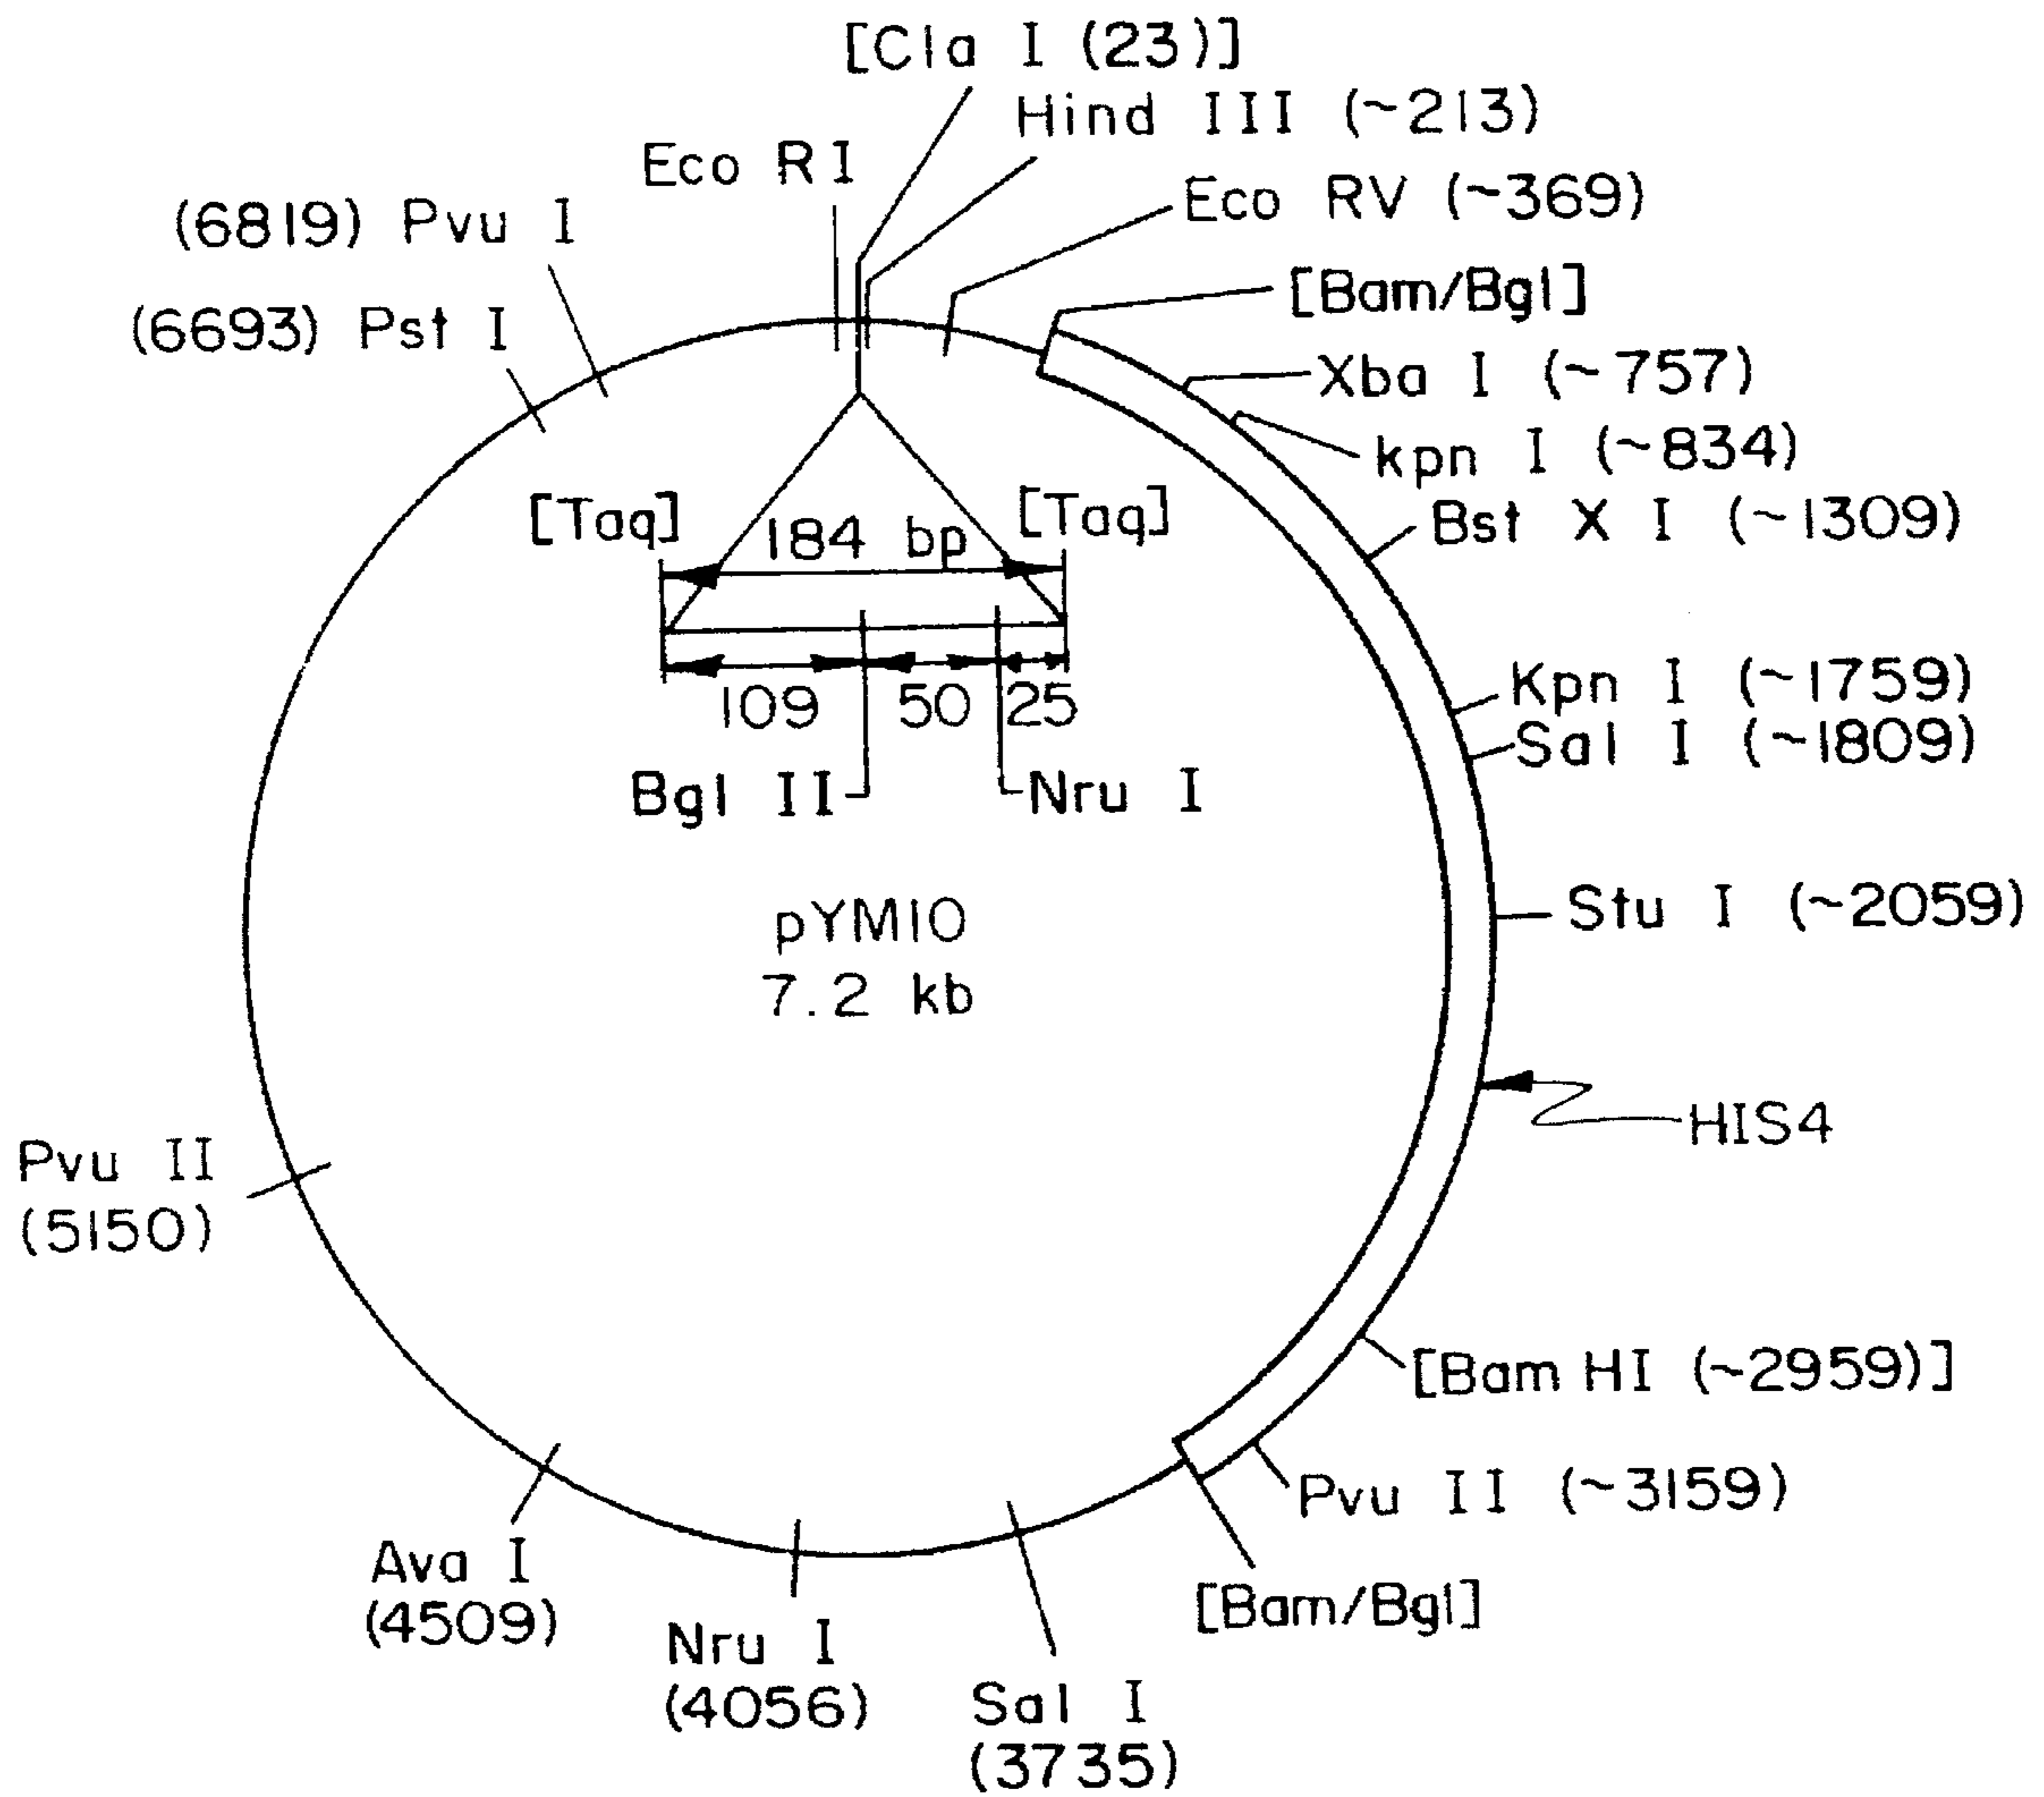 [Cla I (23)]
Hind III (~213)
Eco RI
Eco RV (~369)
(6819) Pvu I
[Bam/Bgl]
(6693) Pst I
Xba I (~757)
kpn I (~834)
[Taq]
184 bp
[Taq]
Bst X I (~1309)
109 50 25
Kpn I (~1759)
Sal I (~1809)
Bgl II
Nru I
Stu I (~2059)
pYM10
7.2 kb
HIS4
Pvu II
(5150)
[Bam HI (~2959)]
Pvu II (~3159)
Ava I
(4509)
[Bam/Bgl]
Nru I
(4056)
Sal I
(3735)